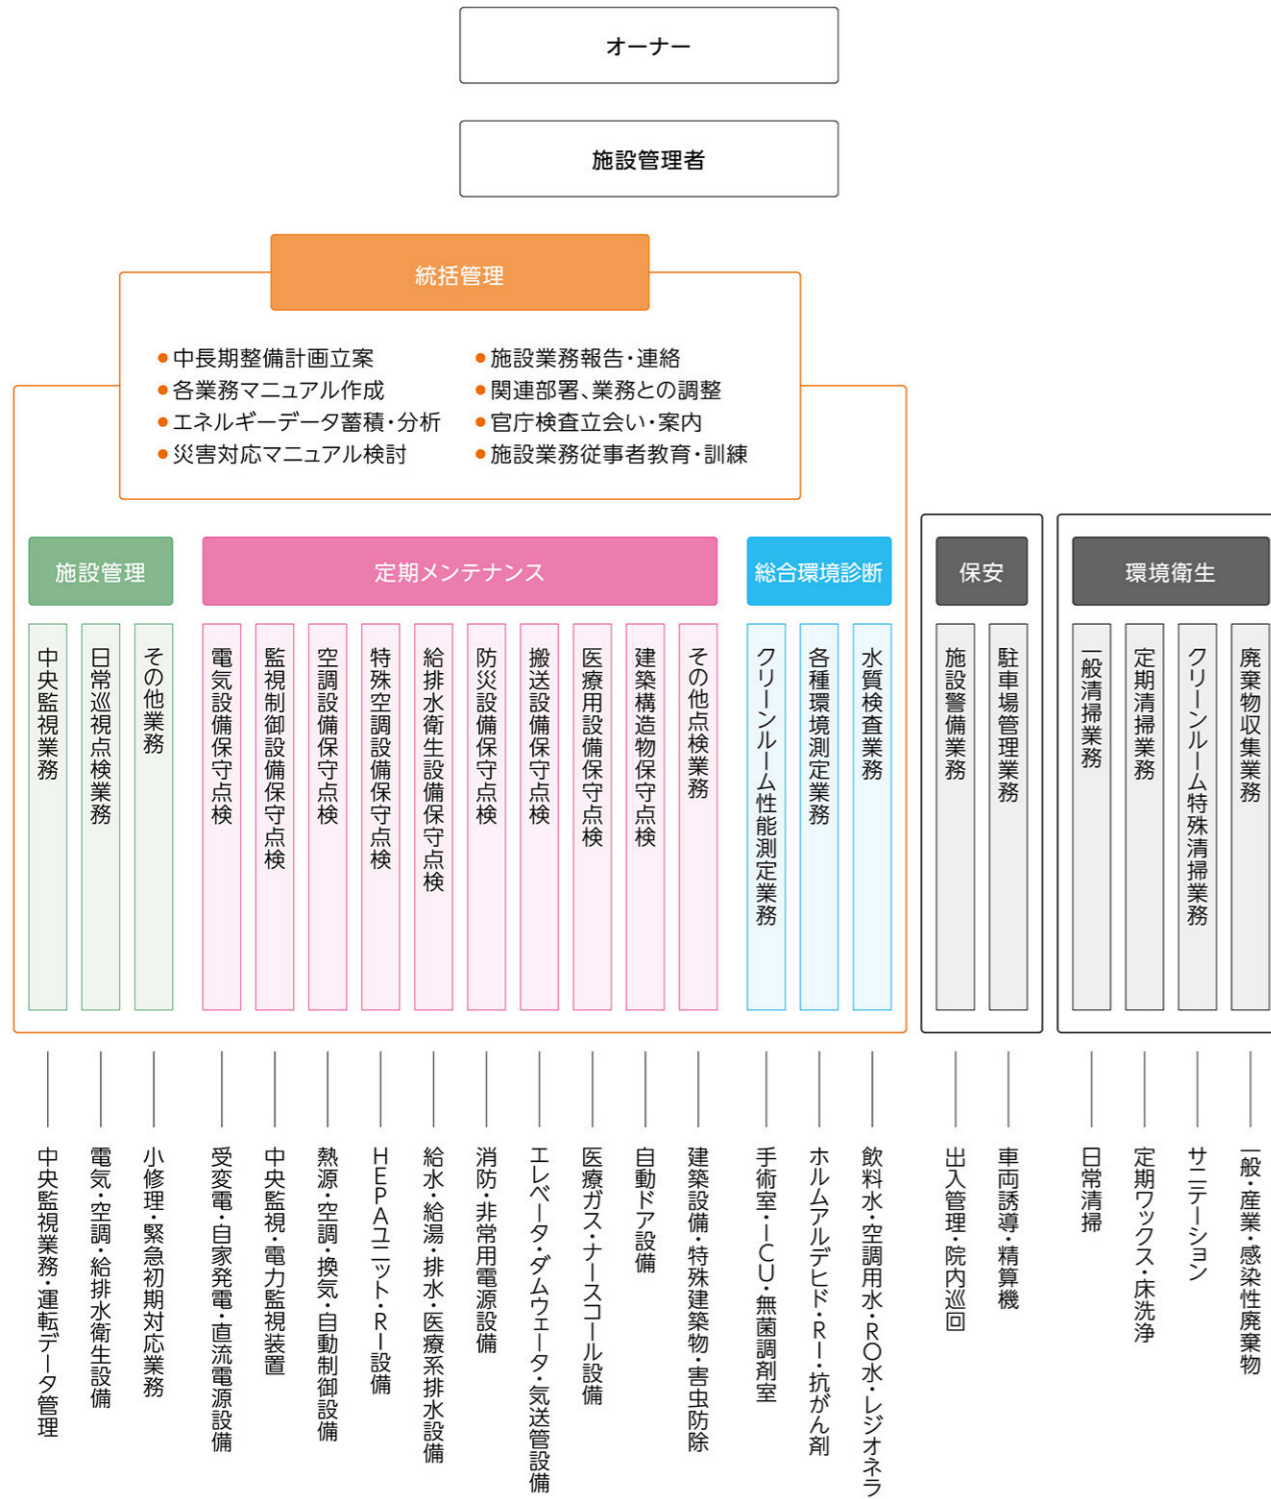 オーナー
施設管理者
統括管理
●中長期整備計画立案
●各業務マニュアル作成
●エネルギーデータ蓄積・分析
●災害対応マニュアル検討
●施設業務報告・連絡
●関連部署、業務との調整
●官庁検査立会い・案内
●施設業務従事者教育・訓練
施設管理
中央監視業務
日常巡視点検業務
その他業務
定期メンテナンス
電気設備保守点検
監視制御設備保守点検
空調設備保守点検
特殊空調設備保守点検
給排水衛生設備保守点検
防災設備保守点検
搬送設備保守点検
医療用設備保守点検
建築構造物保守点検
その他点検業務
総合環境診断
クリーンルーム性能測定業務
各種環境測定業務
水質検査業務
保安
施設警備業務
駐車場管理業務
環境衛生
一般清掃業務
定期清掃業務
クリーンルーム特殊清掃業務
廃棄物収集業務
中央監視業務・運転データ管理
電気・空調・給排水衛生設備
小修理・緊急初期対応業務
受変電・自家発電・直流電源設備
中央監視・電力監視装置
熱源・空調・換気・自動制御設備
HEPAユニット・RI設備
給水・給湯・排水・医療系排水設備
消防・非常用電源設備
エレベータ・ダムウェータ・気送管設備
医療ガス・ナースコール設備
自動ドア設備
建築設備・特殊建築物・害虫防除
手術室・ICU・無菌調剤室
ホルムアルデヒド・RI・抗がん剤
飲料水・空調用水・RO水・レジオネラ
出入管理・院内巡回
車両誘導・精算機
日常清掃
定期ワックス・床洗浄
サニテーション
一般・産業・感染性廃棄物